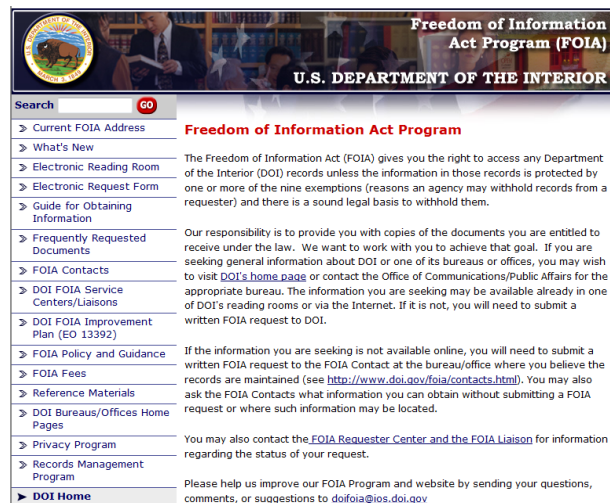 Freedom of Information
Act Program (FOIA)
U.S. DEPARTMENT OF THE INTERIOR
U.S. DEPARTMENT OF THE INTERIOR
MARCH 3, 1849
Search
GO
Current FOIA Address
What's New
Electronic Reading Room
Electronic Request Form
Guide for Obtaining
Information
Frequently Requested
Documents
FOIA Contacts
DOI FOIA Service
Centers/Liaisons
DOI FOIA Improvement
Plan (EO 13392)
FOIA Policy and Guidance
FOIA Fees
Reference Materials
DOI Bureaus/Offices Home
Pages
Privacy Program
Records Management
Program
DOI Home
Freedom of Information Act Program
The Freedom of Information Act (FOIA) gives you the right to access any Department
of the Interior (DOI) records unless the information in those records is protected by
one or more of the nine exemptions (reasons an agency may withhold records from a
requester) and there is a sound legal basis to withhold them.
Our responsibility is to provide you with copies of the documents you are entitled to
receive under the law.  We want to work with you to achieve that goal.  If you are
seeking general information about DOI or one of its bureaus or offices, you may wish
to visit DOI's home page or contact the Office of Communications/Public Affairs for the
appropriate bureau. The information you are seeking may be available already in one
of DOI's reading rooms or via the Internet. If it is not, you will need to submit a
written FOIA request to DOI.
If the information you are seeking is not available online, you will need to submit a
written FOIA request to the FOIA Contact at the bureau/office where you believe the
records are maintained (see http://www.doi.gov/foia/contacts.html). You may also
ask the FOIA Contacts what information you can obtain without submitting a FOIA
request or where such information may be located.
You may also contact the FOIA Requester Center and the FOIA Liaison for information
regarding the status of your request.
Please help us improve our FOIA Program and website by sending your questions,
comments, or suggestions to doifoia@ios.doi.gov